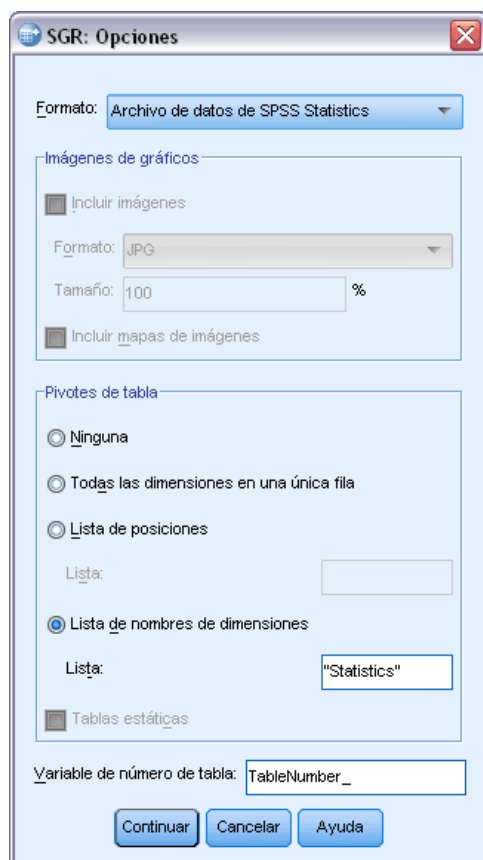 SGR: Opciones
Formato: Archivo de datos de SPSS Statistics
Imágenes de gráficos
Incluir imágenes
Formato: JPG
Tamaño: 100 %
Incluir mapas de imágenes
Pivotes de tabla
Ninguna
Todas las dimensiones en una única fila
Lista de posiciones
Lista:
Lista de nombres de dimensiones
Lista: "Statistics"
Tablas estáticas
Variable de número de tabla: TableNumber_
Continuar Cancelar Ayuda